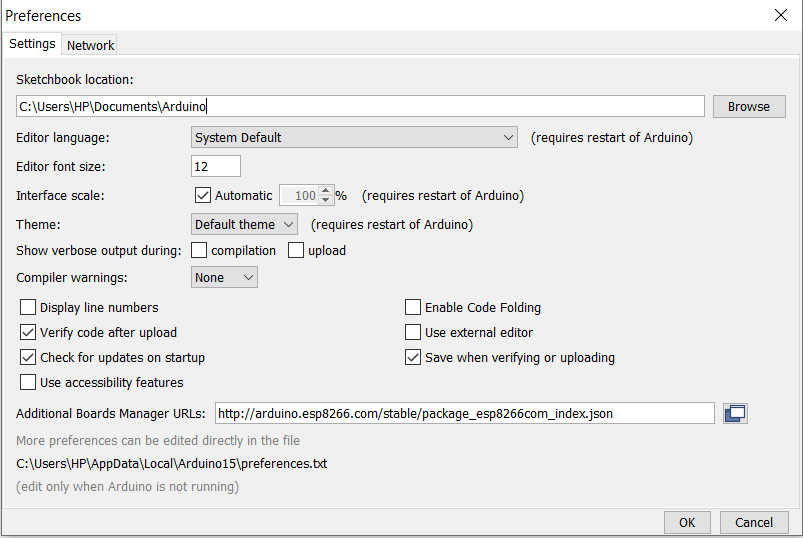 Preferences
Settings Network
Sketchbook location:
C:\Users\HP\Documents\Arduino Browse
Editor language: System Default (requires restart of Arduino)
Editor font size: 12
Interface scale: Automatic 100 % (requires restart of Arduino)
Theme: Default theme (requires restart of Arduino)
Show verbose output during: compilation upload
Compiler warnings: None
Display line numbers Enable Code Folding
Verify code after upload Use external editor
Check for updates on startup Save when verifying or uploading
Use accessibility features
Additional Boards Manager URLs: http://arduino.esp8266.com/stable/package_esp8266com_index.json
More preferences can be edited directly in the file
C:\Users\HP\AppData\Local\Arduino15\preferences.txt
(edit only when Arduino is not running)
OK Cancel